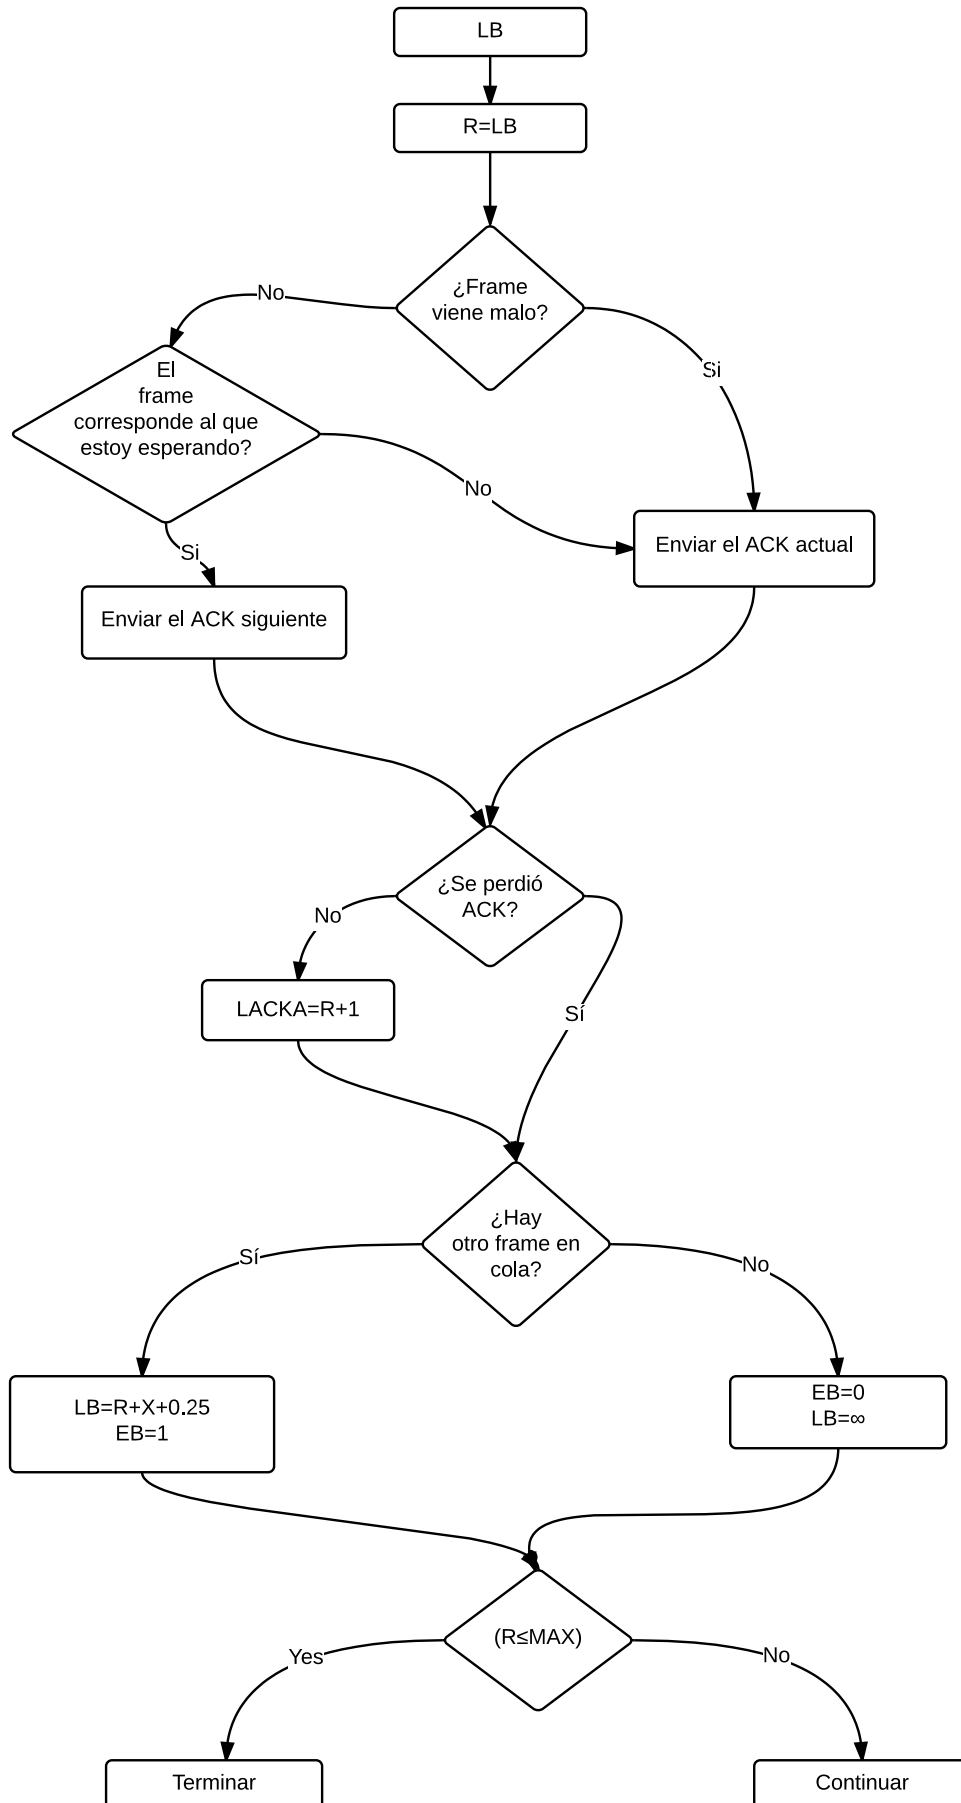 LB
R=LB
¿Frame
viene malo?
No
Si
El
frame
corresponde al que
estoy esperando?
No
Si
Enviar el ACK actual
Enviar el ACK siguiente
¿Se perdió
ACK?
No
Sí
LACKA=R+1
¿Hay
otro frame en
cola?
Sí
No
LB=R+X+0.25
EB=1
EB=0
LB=∞
(R≤MAX)
Yes
No
Terminar
Continuar